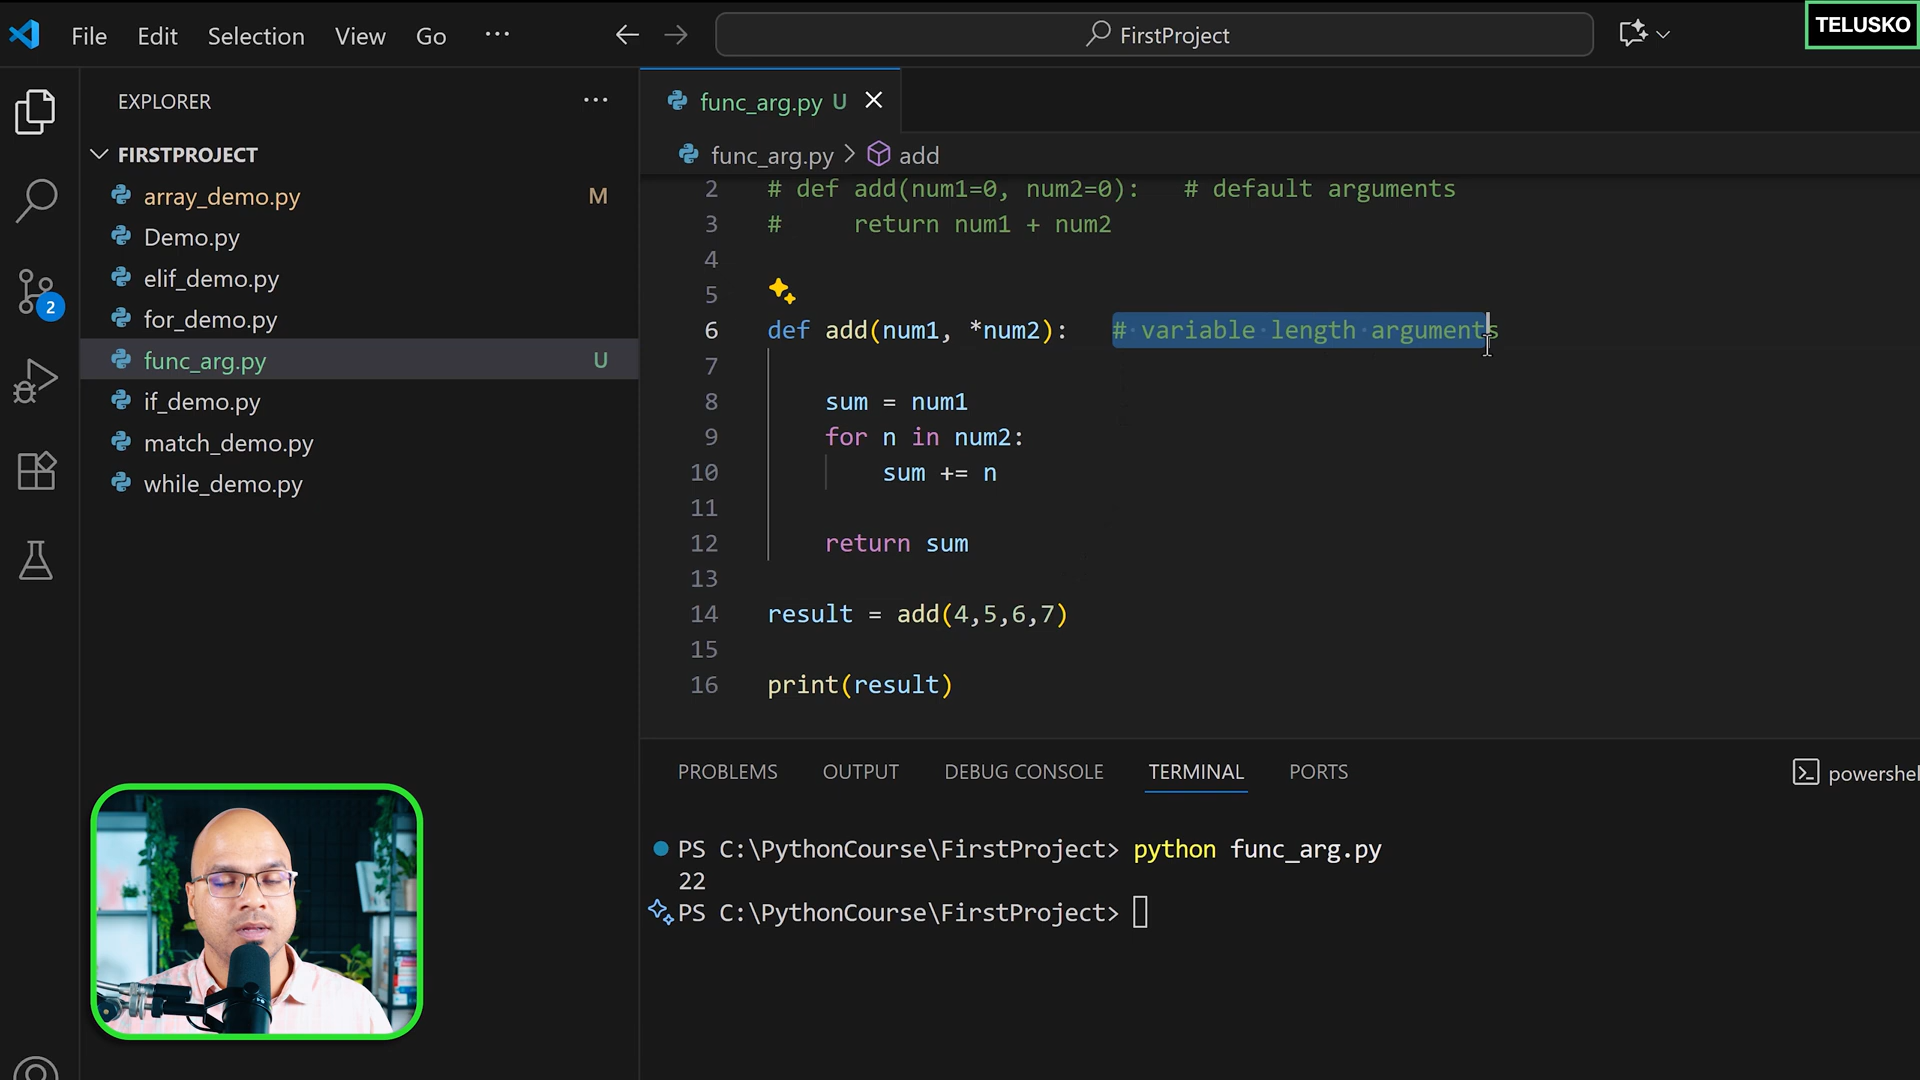 File Edit Selection View Go ···
FirstProject
TELUSKO
EXPLORER ···
FIRSTPROJECT
array_demo.py M
Demo.py
elif_demo.py
for_demo.py
func_arg.py U
if_demo.py
match_demo.py
while_demo.py
2
func_arg.py U
func_arg.py > add
2 # def add(num1=0, num2=0): # default arguments
3 # return num1 + num2
4
5
6 def add(num1, *num2): # variable length arguments
7
8 sum = num1
9 for n in num2:
10 sum += n
11
12 return sum
13
14 result = add(4,5,6,7)
15
16 print(result)
PROBLEMS OUTPUT DEBUG CONSOLE TERMINAL PORTS
powershel
PS C:\PythonCourse\FirstProject> python func_arg.py
22
PS C:\PythonCourse\FirstProject>